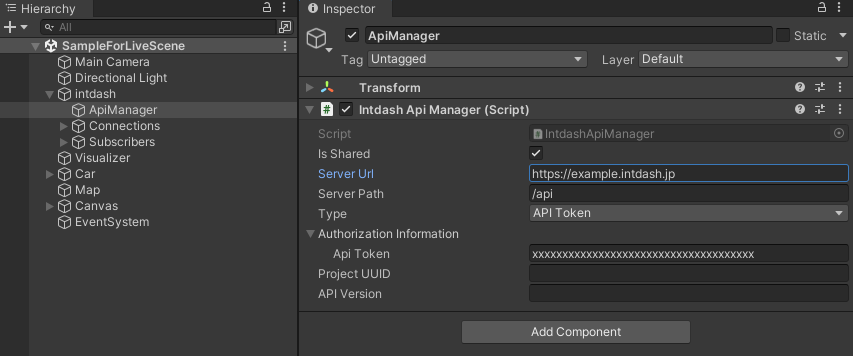 Hierarchy
All
SampleForLiveScene
Main Camera
Directional Light
intdash
ApiManager
Connections
Subscribers
Visualizer
Car
Map
Canvas
EventSystem
Inspector
ApiManager
Static
Tag Untagged Layer Default
Transform
# Intdash Api Manager (Script)
Script IntdashApiManager
Is Shared
Server Url https://example.intdash.jp
Server Path /api
Type API Token
Authorization Information
Api Token xxxxxxxxxxxxxxxxxxxxxxxxxxxxxxxxxxxxx
Project UUID
API Version
Add Component